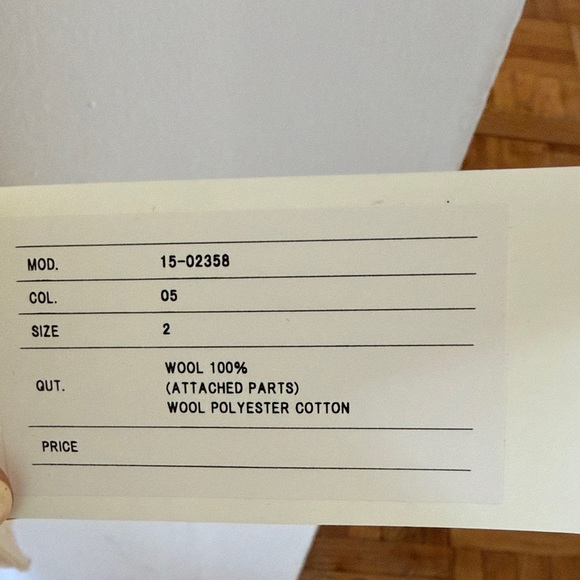 MOD. 15-02358
COL. 05
SIZE 2
QUT. WOOL 100%
(ATTACHED PARTS)
WOOL POLYESTER COTTON
PRICE